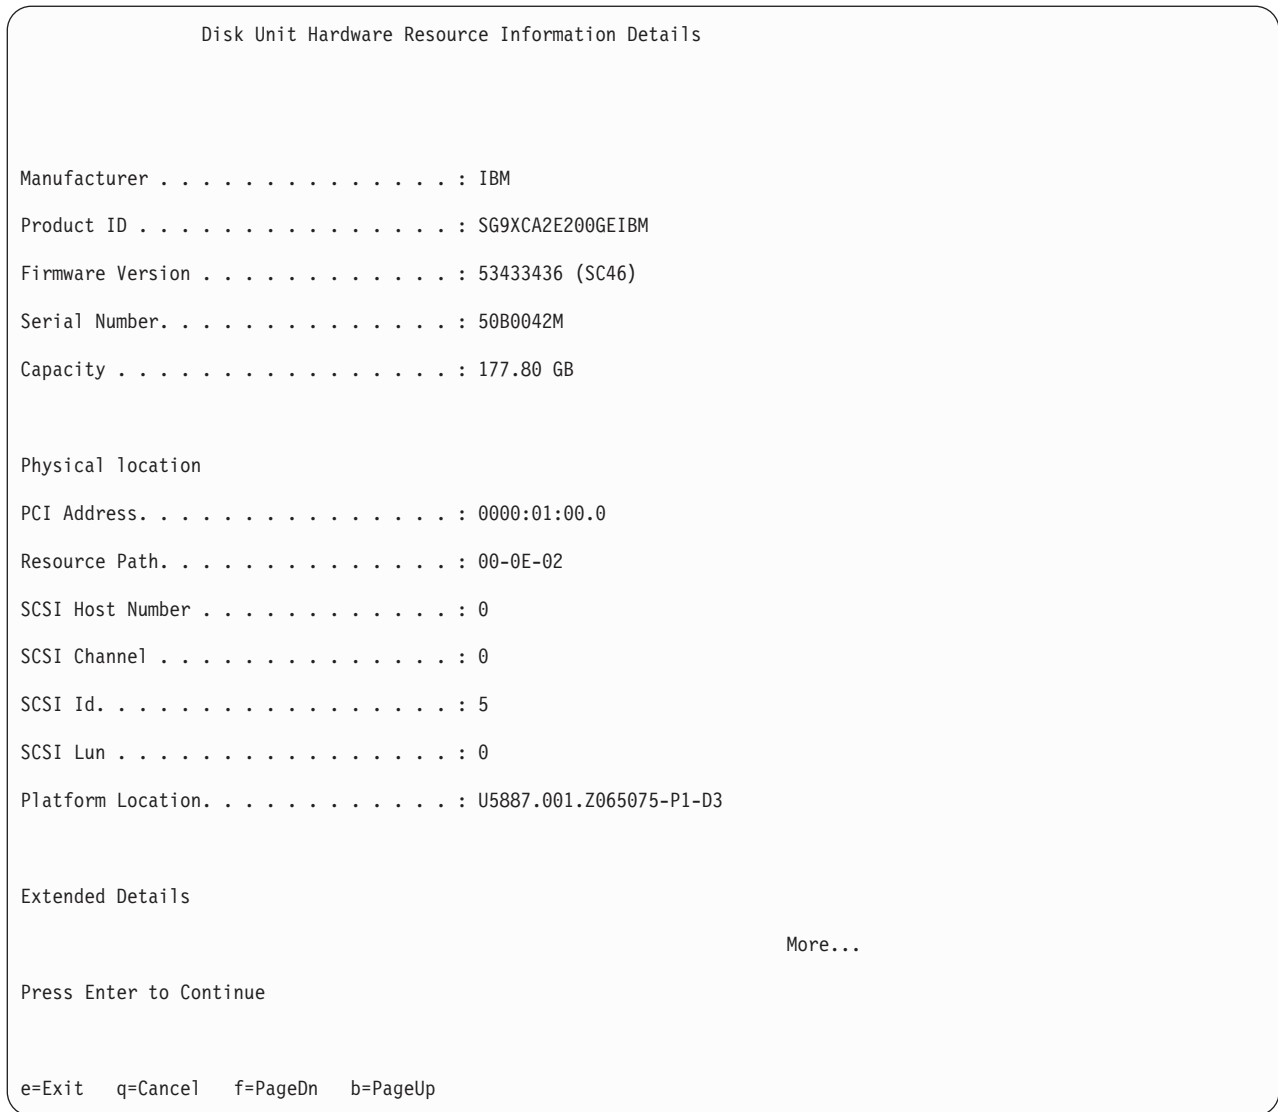 Disk Unit Hardware Resource Information Details
Manufacturer . . . . . . . . . . . . . . : IBM
Product ID . . . . . . . . . . . . . . . : SG9XCA2E200GEIBM
Firmware Version . . . . . . . . . . . . : 53433436 (SC46)
Serial Number. . . . . . . . . . . . . . : 50B0042M
Capacity . . . . . . . . . . . . . . . . : 177.80 GB
Physical location
PCI Address. . . . . . . . . . . . . . . : 0000:01:00.0
Resource Path. . . . . . . . . . . . . . : 00-0E-02
SCSI Host Number . . . . . . . . . . . . : 0
SCSI Channel . . . . . . . . . . . . . . : 0
SCSI Id. . . . . . . . . . . . . . . . . : 5
SCSI Lun . . . . . . . . . . . . . . . . : 0
Platform Location. . . . . . . . . . . . : U5887.001.Z065075-P1-D3
Extended Details
More...
Press Enter to Continue
e=Exit   q=Cancel   f=PageDn   b=PageUp